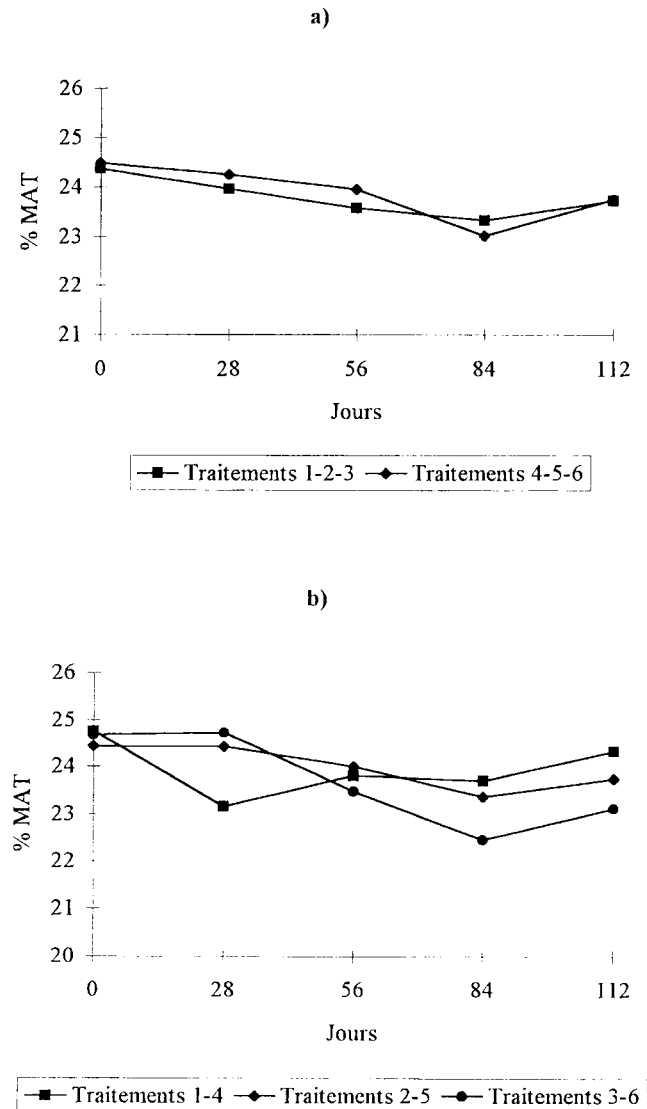 a)
26
25
24
23
22
21
% MAT
0 28 56 84 112
Jours
Traitements 1-2-3 Traitements 4-5-6
b)
26
25
24
23
22
21
20
% MAT
0 28 56 84 112
Jours
Traitements 1-4 Traitements 2-5 Traitements 3-6